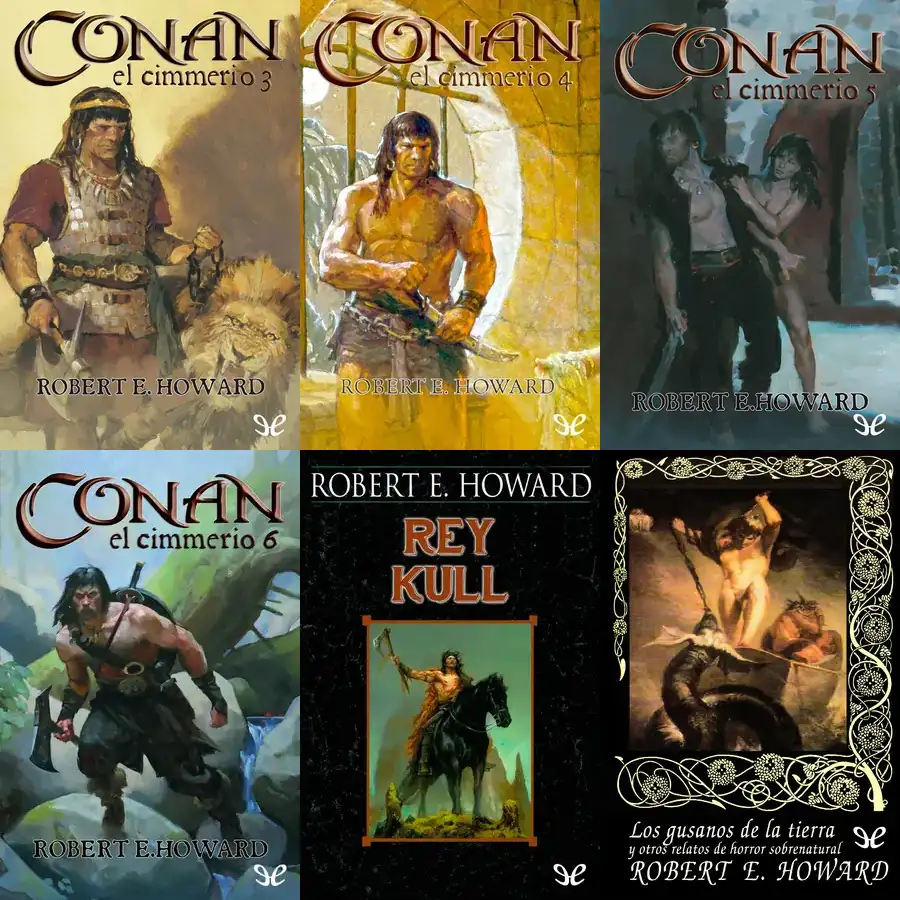 CONAN
el cimmerio 3
ROBERT E. HOWARD
CONAN
el cimmerio 4
ROBERT E. HOWARD
CONAN
el cimmerio 5
ROBERT E.HOWARD
CONAN
el cimmerio 6
ROBERT E.HOWARD
ROBERT E. HOWARD
REY
KULL
Los gusanos de la tierra
y otros relatos de horror sobrenatural
ROBERT E. HOWARD